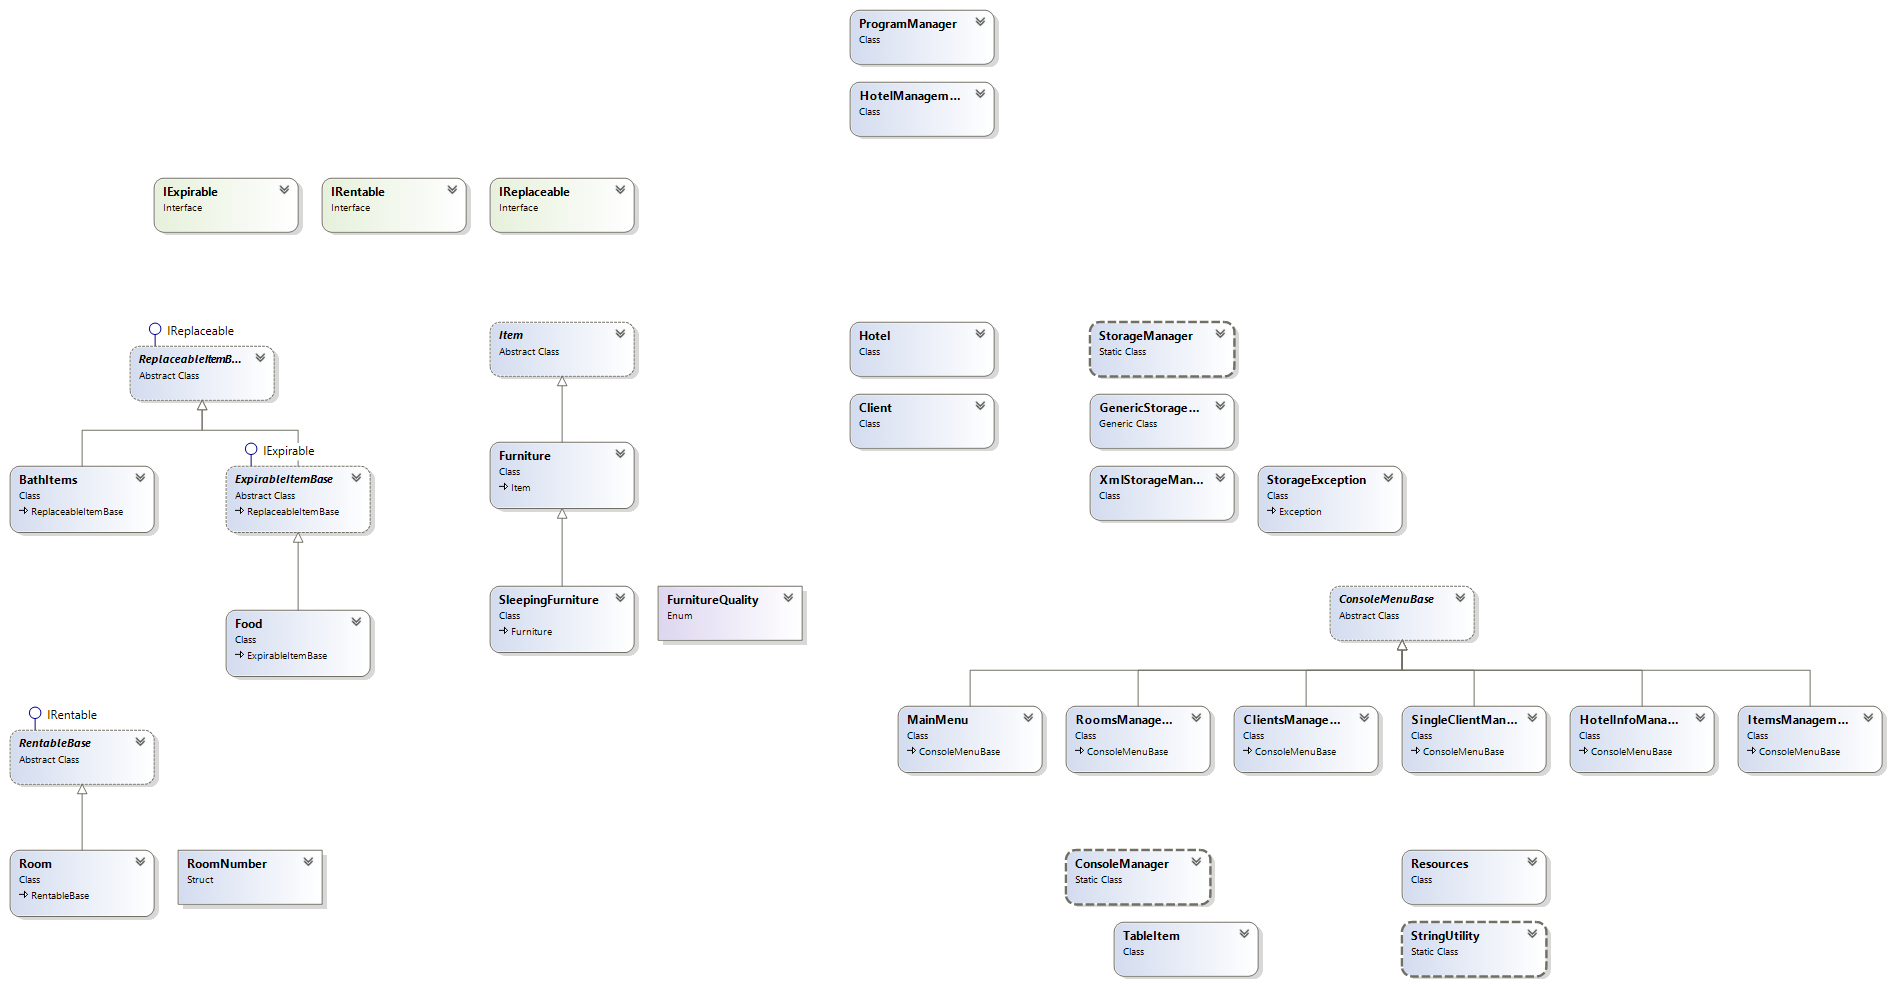 ProgramManager
Class
HotelManagem...
Class
IExpirable
Interface
IRentable
Interface
IReplaceable
Interface
IReplaceable
ReplaceableItemB...
Abstract Class
Item
Abstract Class
Hotel
Class
StorageManager
Static Class
Client
Class
GenericStorage...
Generic Class
BathItems
Class
ReplaceableItemBase
IExpirable
ExpirableItemBase
Abstract Class
ReplaceableItemBase
Furniture
Class
Item
XmlStorageMan...
Class
StorageException
Class
Exception
Food
Class
ExpirableItemBase
SleepingFurniture
Class
Furniture
FurnitureQuality
Enum
ConsoleMenuBase
Abstract Class
IRentable
RentableBase
Abstract Class
MainMenu
Class
ConsoleMenuBase
RoomsManage...
Class
ConsoleMenuBase
ClientsManage...
Class
ConsoleMenuBase
SingleClientMan...
Class
ConsoleMenuBase
HotelInfoMana...
Class
ConsoleMenuBase
ItemsManagem...
Class
ConsoleMenuBase
Room
Class
RentableBase
RoomNumber
Struct
ConsoleManager
Static Class
Resources
Class
TableItem
Class
StringUtility
Static Class